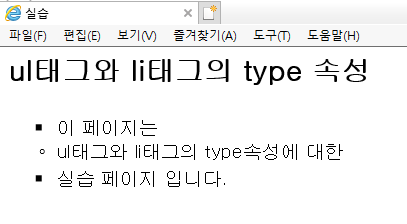 실습
파일(F) 편집(E) 보기(V) 즐겨찾기(A) 도구(T) 도움말(H)
ul태그와 li태그의 type 속성
이 페이지는
ul태그와 li태그의 type속성에 대한
실습 페이지 입니다.